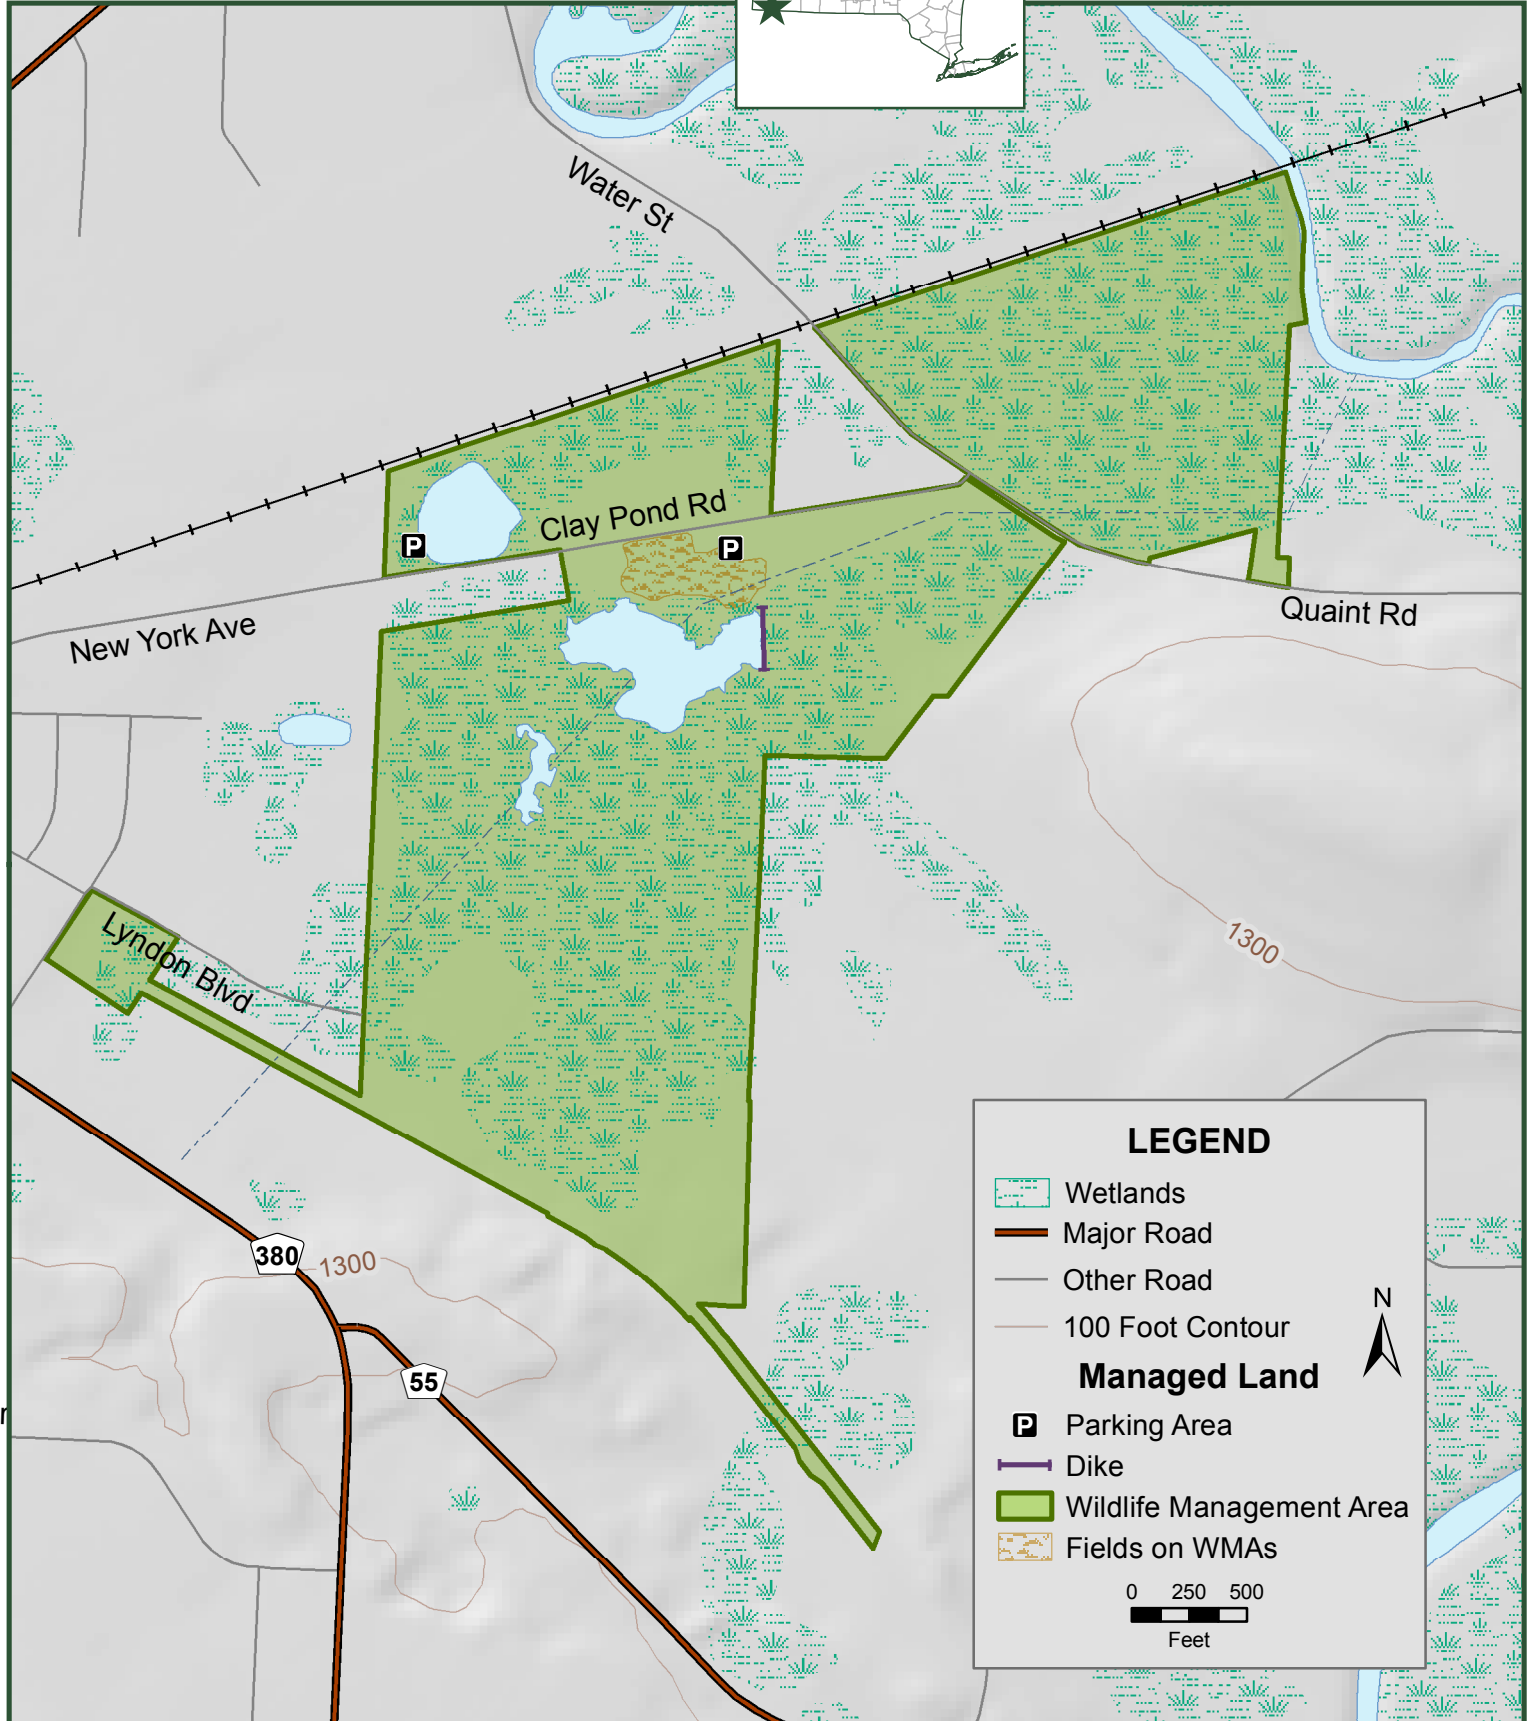 Water St
Clay Pond Rd
P
P
New York Ave
Quaint Rd
Lyndon Blvd
1300
380
1300
55
r
LEGEND
Wetlands
Major Road
Other Road
100 Foot Contour
N
Managed Land
P Parking Area
Dike
Wildlife Management Area
Fields on WMAs
0 250 500
Feet